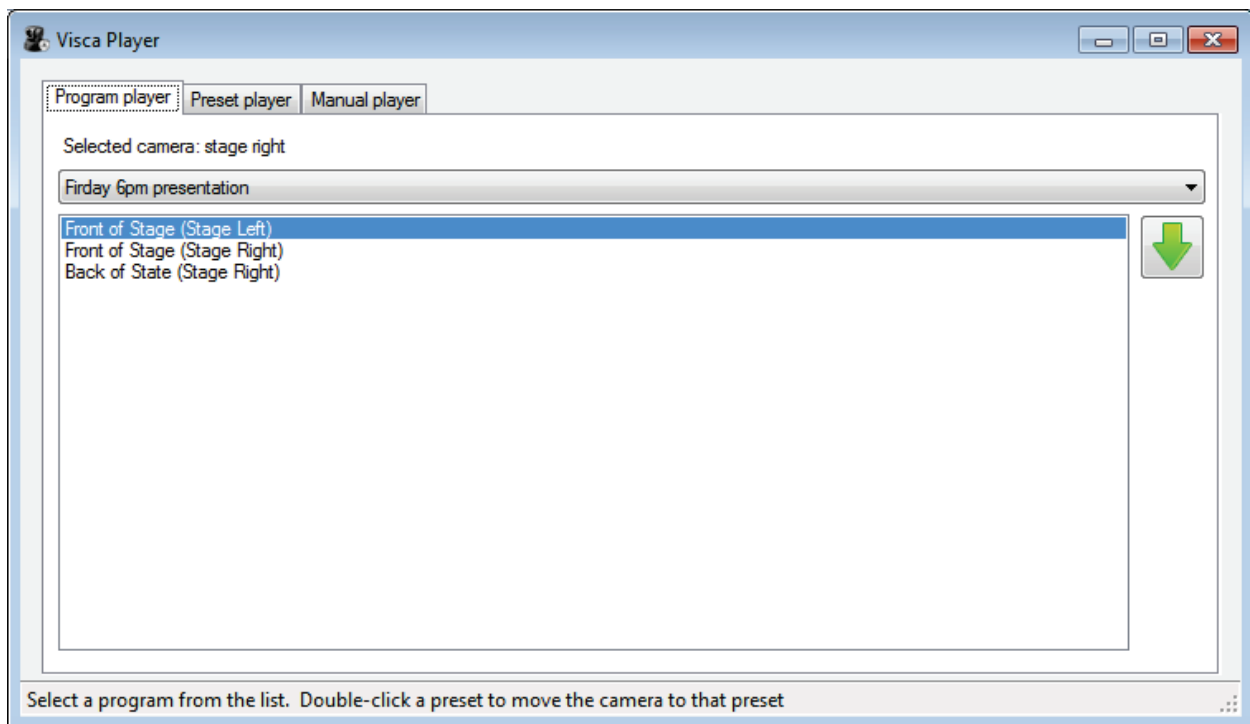 Visca Player
Program player Preset player Manual player
Selected camera: stage right
Firday 6pm presentation
Front of Stage (Stage Left)
Front of Stage (Stage Right)
Back of State (Stage Right)
Select a program from the list.  Double-click a preset to move the camera to that preset